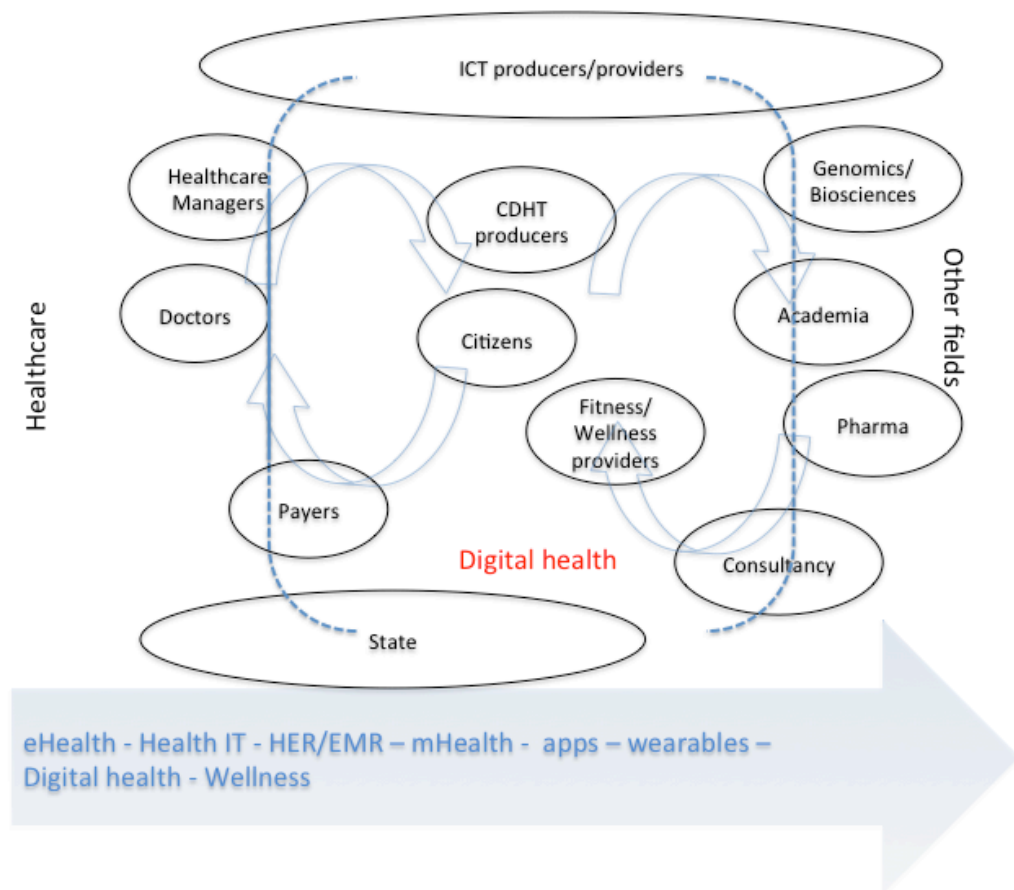 ICT producers/providers
Healthcare
Managers
Genomics/
Biosciences
CDHT
producers
Other fields
Healthcare
Doctors
Citizens
Academia
Fitness/
Wellness
providers
Pharma
Payers
Digital health
Consultancy
State
eHealth - Health IT - HER/EMR – mHealth - apps – wearables –
Digital health - Wellness